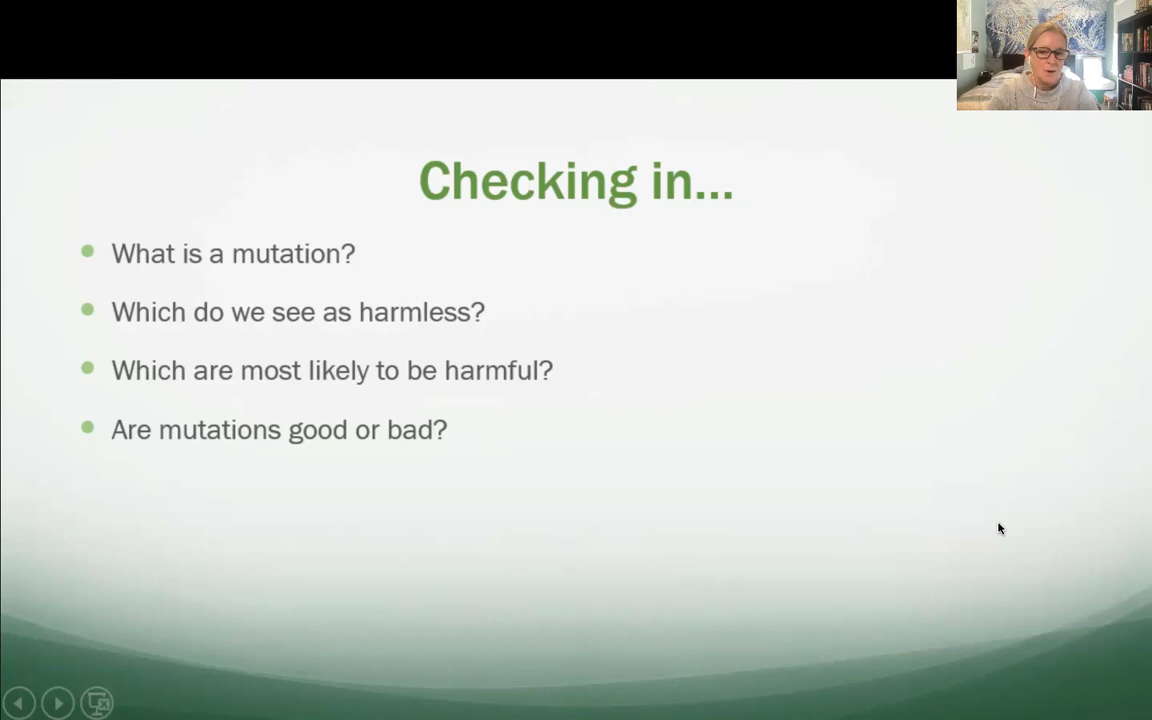 Checking in...
What is a mutation?
Which do we see as harmless?
Which are most likely to be harmful?
Are mutations good or bad?